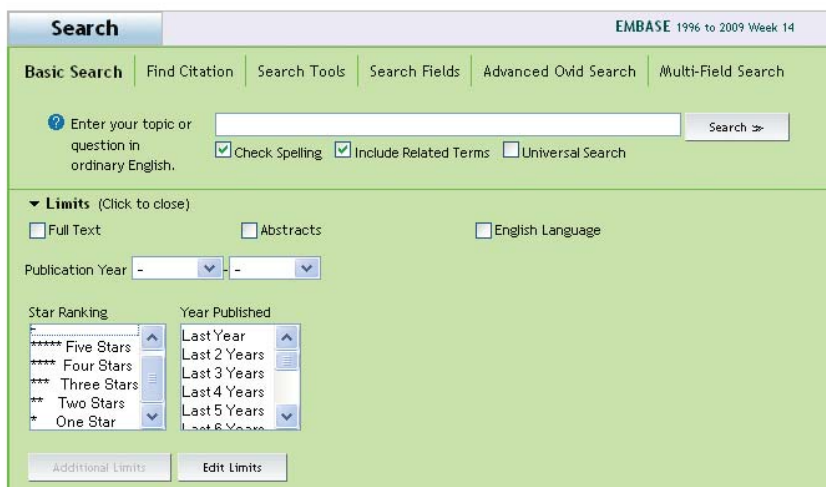 Search
EMBASE 1996 to 2009 Week 14
Basic Search Find Citation Search Tools Search Fields Advanced Ovid Search Multi-Field Search
? Enter your topic or
question in
ordinary English.
Search >>
Check Spelling Include Related Terms Universal Search
Limits (Click to close)
Full Text Abstracts English Language
Publication Year - - -
Star Ranking Year Published
-
***** Five Stars
**** Four Stars
*** Three Stars
** Two Stars
* One Star
Last Year
Last 2 Years
Last 3 Years
Last 4 Years
Last 5 Years
Last 6 Years
Additional Limits Edit Limits